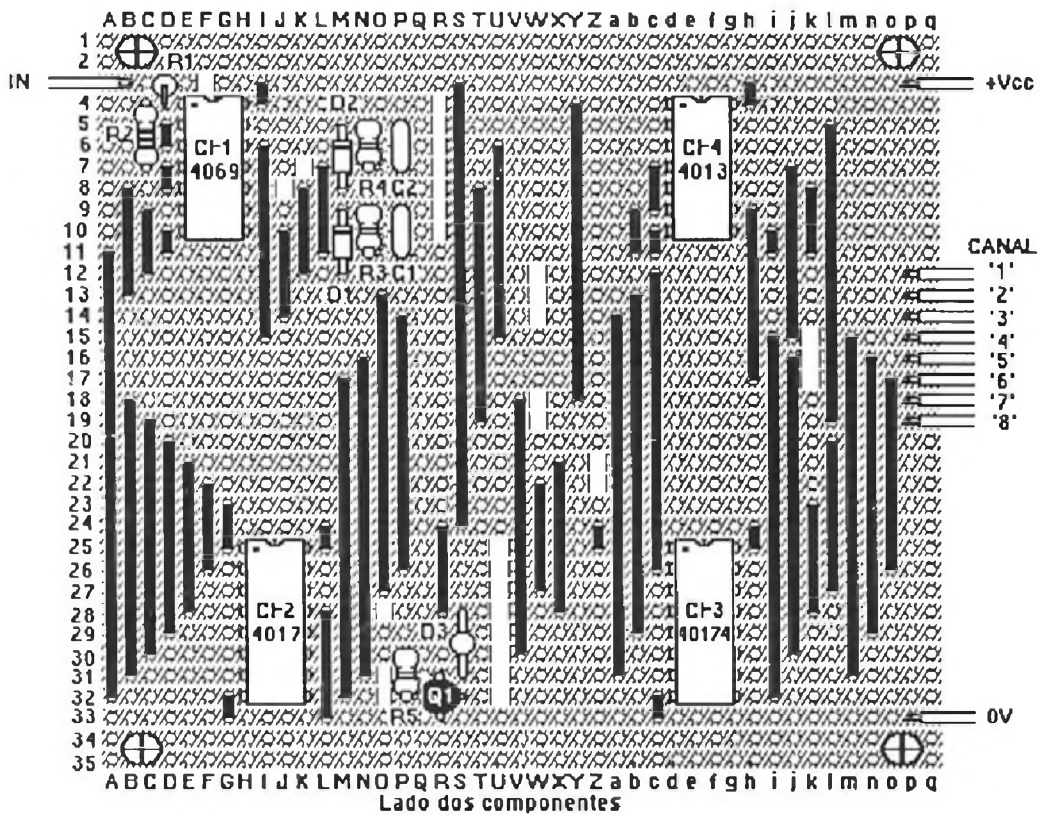 A B C D E F G H I J K L M N O P Q R S T U V W X Y Z a b c d e f g h i j k l m n o p q
1
2
R1
IN
+Vcc
3
4
D2
5
R2
CI-1
CI-4
6
4069
4013
7
8
R4 C2
9
10
11
R3 C1
CANAL
12
'1'
13
D1
'2'
14
'3'
15
'4'
16
'5'
17
'6'
18
'7'
19
'8'
20
21
22
23
24
25
26
27
28
CI-2
D3
CI-3
29
4017
40174
30
31
32
Q1
33
R5
0V
34
35
A B C D E F G H I J K L M N O P Q R S T U V W X Y Z a b c d e f g h i j k l m n o p q
Lado dos componentes